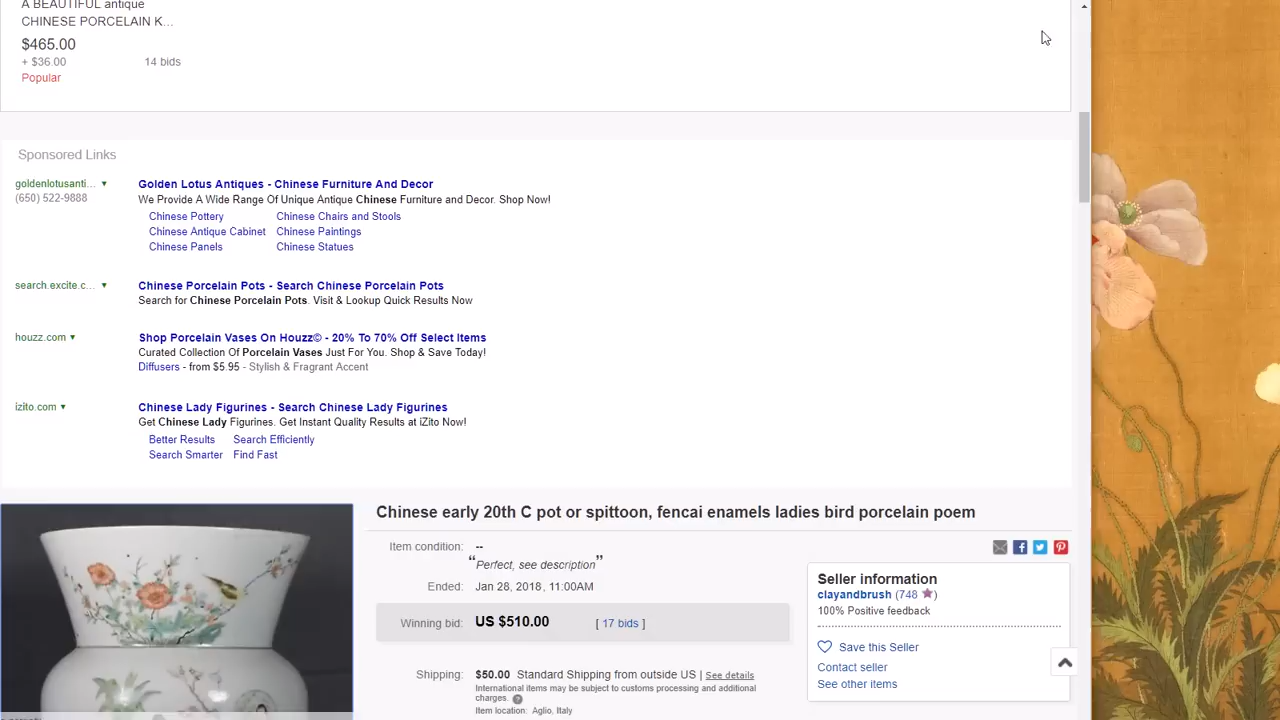 A BEAUTIFUL antique
CHINESE PORCELAIN K...
$465.00
+ $36.00 14 bids
Popular
Sponsored Links
goldenlotusanti... ▼ Golden Lotus Antiques - Chinese Furniture And Decor
(650) 522-9888 We Provide A Wide Range Of Unique Antique Chinese Furniture and Decor. Shop Now!
Chinese Pottery Chinese Chairs and Stools
Chinese Antique Cabinet Chinese Paintings
Chinese Panels Chinese Statues
search.excite.c... ▼ Chinese Porcelain Pots - Search Chinese Porcelain Pots
Search for Chinese Porcelain Pots. Visit & Lookup Quick Results Now
houzz.com ▼ Shop Porcelain Vases On Houzz© - 20% To 70% Off Select Items
Curated Collection Of Porcelain Vases Just For You. Shop & Save Today!
Diffusers - from $5.95 - Stylish & Fragrant Accent
izito.com ▼ Chinese Lady Figurines - Search Chinese Lady Figurines
Get Chinese Lady Figurines. Get Instant Quality Results at iZito Now!
Better Results Search Efficiently
Search Smarter Find Fast
Chinese early 20th C pot or spittoon, fencai enamels ladies bird porcelain poem
Item condition: --
“Perfect, see description”
Ended: Jan 28, 2018, 11:00AM
Winning bid: US $510.00 [ 17 bids ]
Shipping: $50.00 Standard Shipping from outside US | See details
International items may be subject to customs processing and additional
charges.
Item location: Aglio, Italy
Seller information
clayandbrush (748 ★)
100% Positive feedback
Save this Seller
Contact seller
See other items